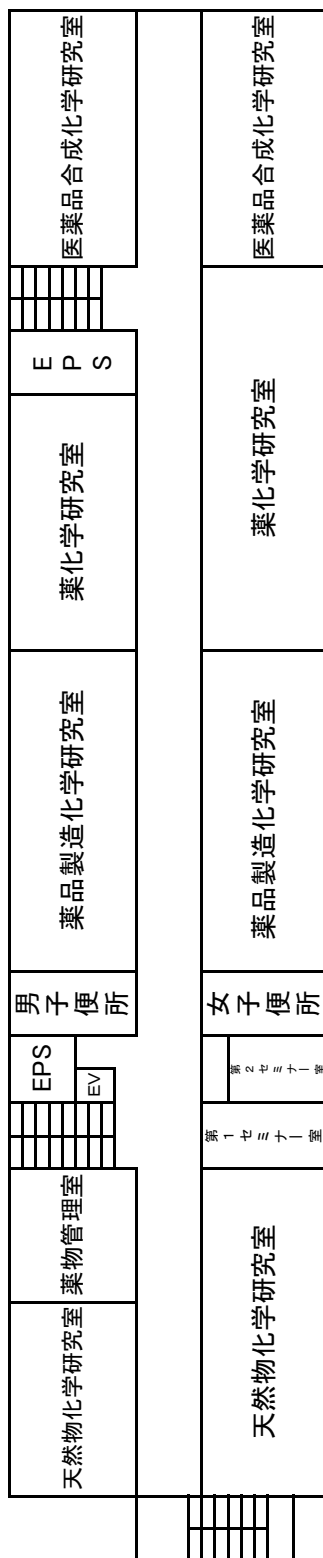 医薬品合成化学研究室
医薬品合成化学研究室
EPS
薬化学研究室
薬化学研究室
薬品製造化学研究室
薬品製造化学研究室
男子便所
女子便所
EPS
EV
第2セミナー室
第1セミナー室
薬物管理室
天然物化学研究室
天然物化学研究室